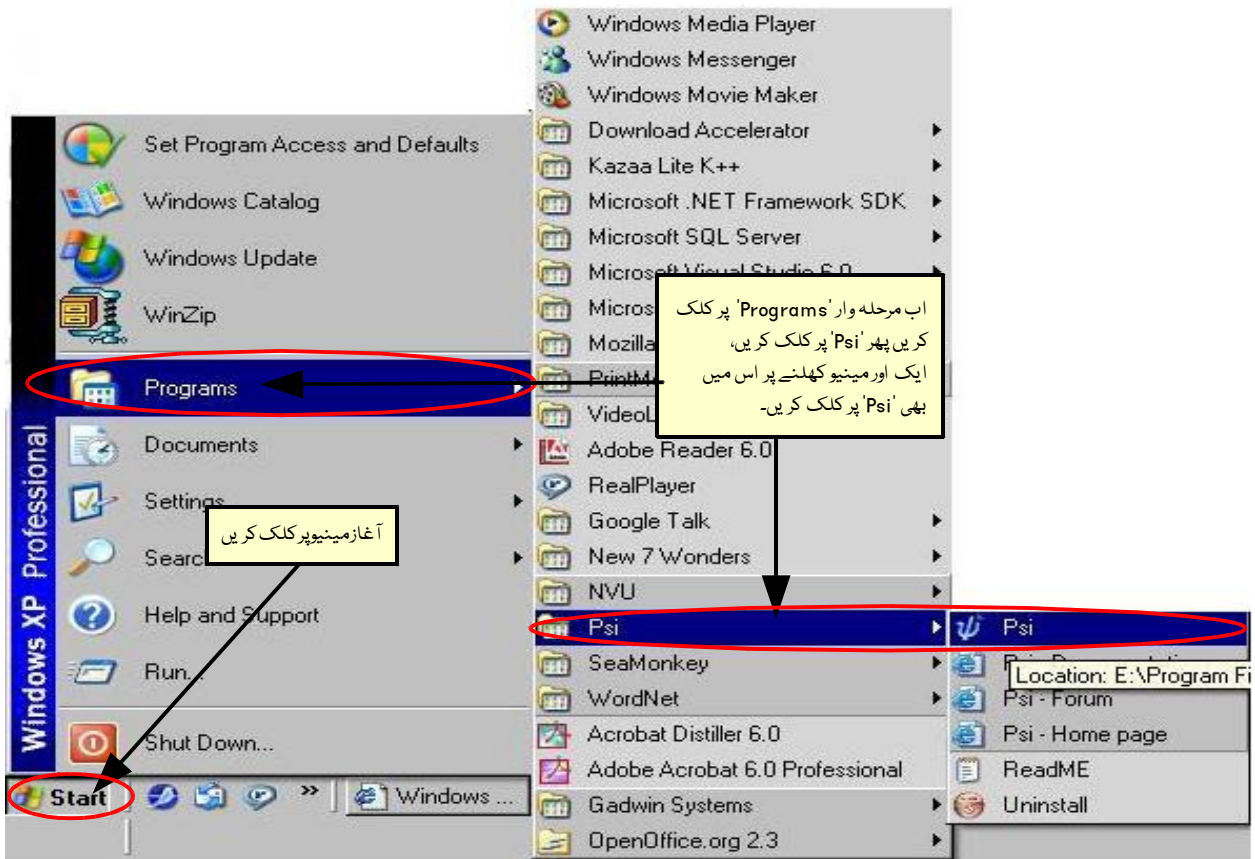 Windows XP Professional
Set Program Access and Defaults
Windows Catalog
Windows Update
WinZip
Programs
Documents
Settings
Searc
Help and Support
Run...
Shut Down...
Start
»
Windows ...
آغازمینیوپر کلک کریں
Windows Media Player
Windows Messenger
Windows Movie Maker
Download Accelerator
Kazaa Lite K++
Microsoft .NET Framework SDK
Microsoft SQL Server
Microsoft Visual Studio 6.0
Micros
Mozilla
PrintM
VideoL
Adobe Reader 6.0
RealPlayer
Google Talk
New 7 Wonders
NVU
Psi
SeaMonkey
WordNet
Acrobat Distiller 6.0
Adobe Acrobat 6.0 Professional
Gadwin Systems
OpenOffice.org 2.3
اب مرحلہ وار 'Programs' پر کلک
کریں پھر 'Psi' پر کلک کریں،
ایک اور مینیو کھلنے پر اس میں
بھی 'Psi' پر کلک کریں۔
Psi
Location: E:\Program Fi
Psi - Forum
Psi - Home page
ReadME
Uninstall